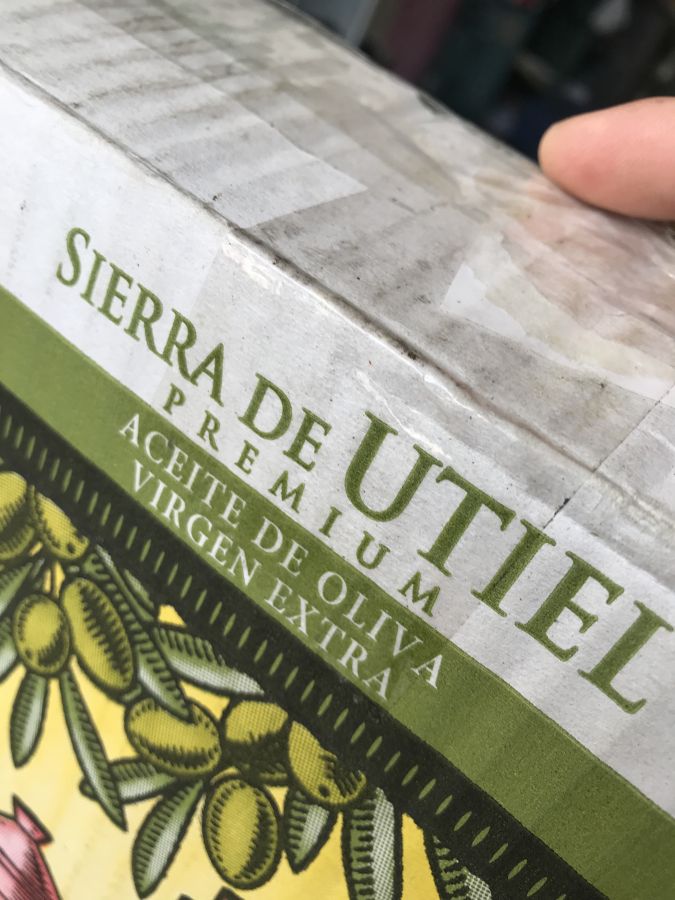 SIERRA DE UTIEL
PREMIUM
ACEITE DE OLIVA
VIRGEN EXTRA